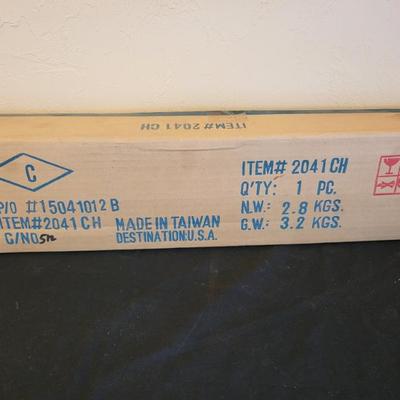 ITEM# 2041 CH
C
P/O #15041012 B
ITEM#2041 CH
C/NO
MADE IN TAIWAN
DESTINATION: U.S.A.
ITEM# 2041 CH
Q'TY: 1 PC.
N.W.: 2.8 KGS.
G.W.: 3.2 KGS.